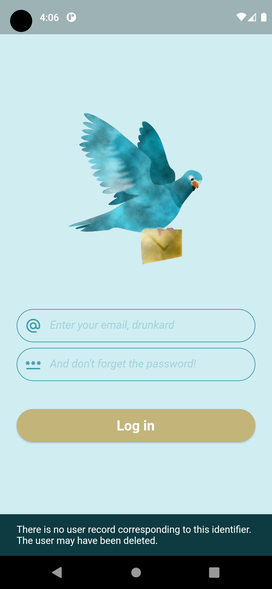 4:06
Enter your email, drunkard
And don't forget the password!
Log in
There is no user record corresponding to this identifier.
The user may have been deleted.